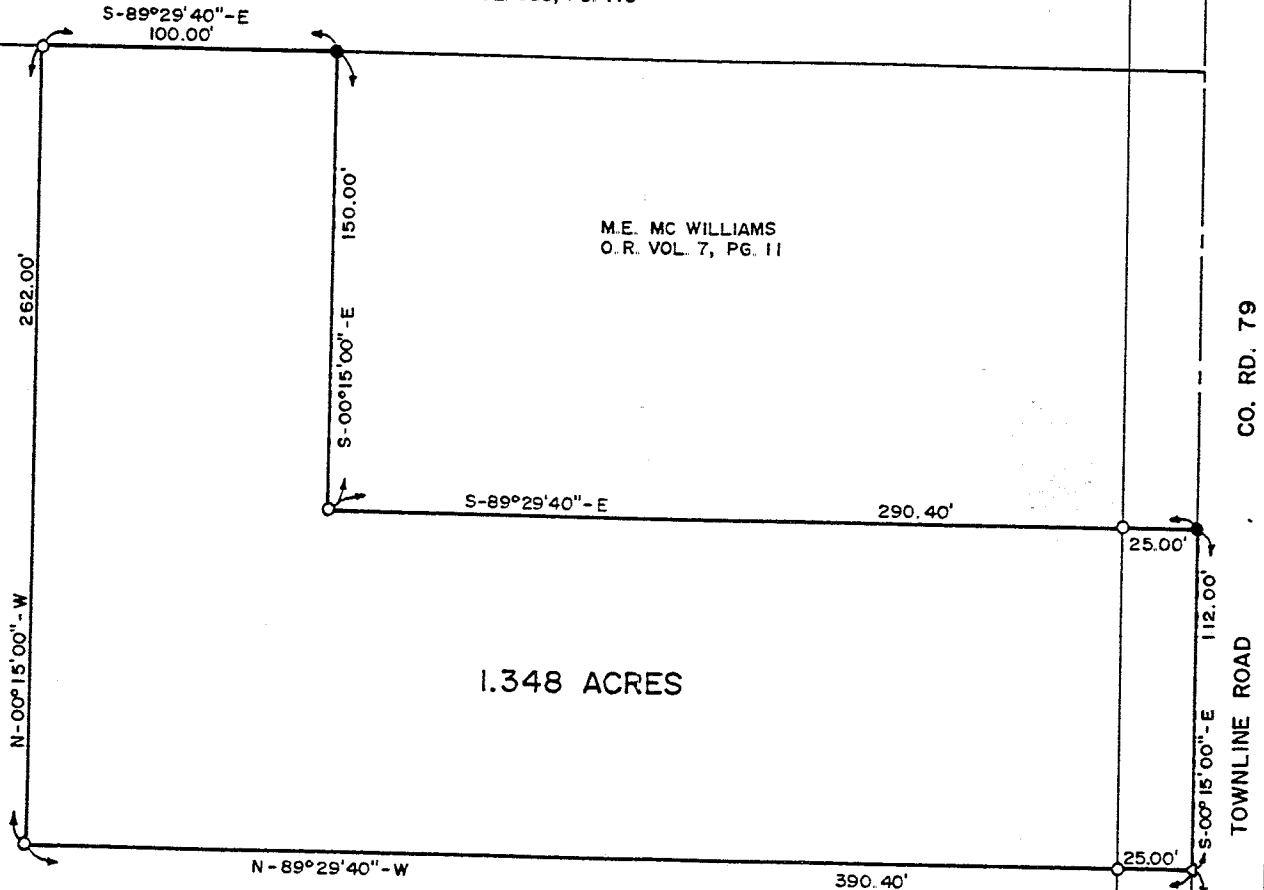 S-89°29'40"-E
100.00'
262.00'
N-00°15'00"-W
150.00'
S-00°15'00"-E
M.E. MC WILLIAMS
O.R. VOL. 7, PG. 11
S-89°29'40"-E
290.40'
25.00'
112.00'
S-00°15'00"-E
1.348 ACRES
N-89°29'40"-W
390.40'
25.00'
CO. RD. 79
TOWNLINE ROAD